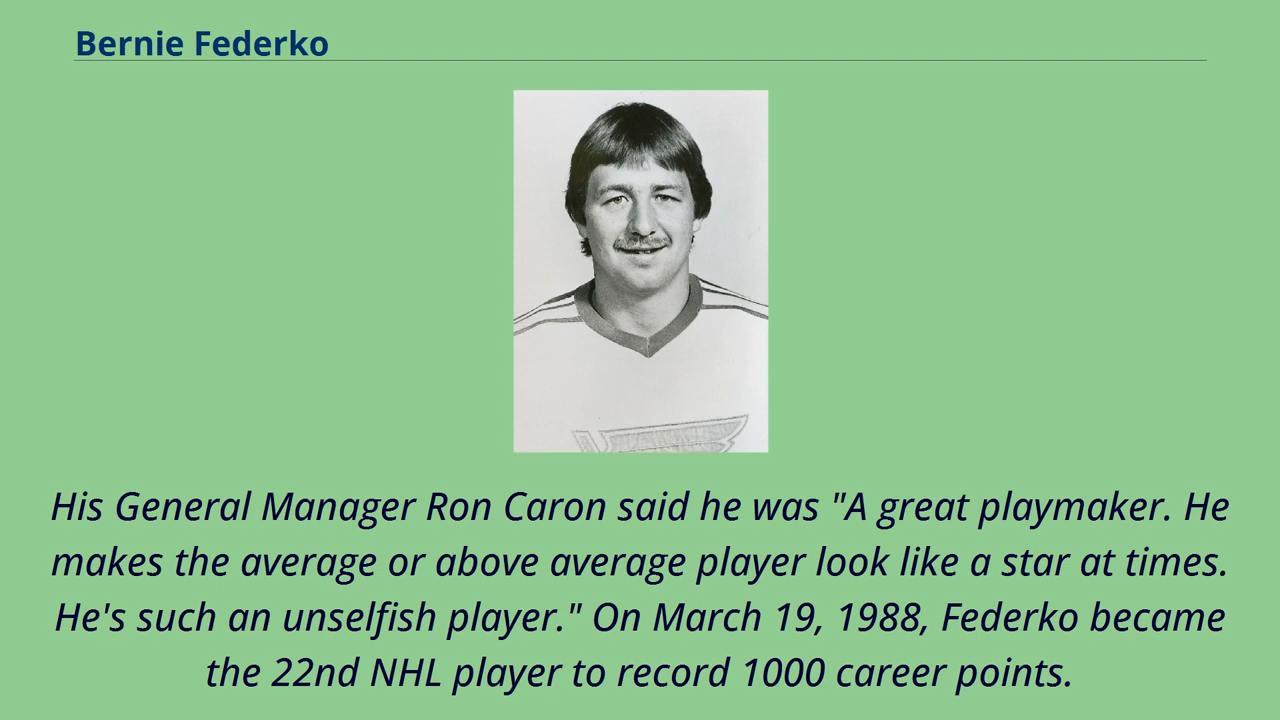 Bernie Federko
His General Manager Ron Caron said he was "A great playmaker. He
makes the average or above average player look like a star at times.
He's such an unselfish player." On March 19, 1988, Federko became
the 22nd NHL player to record 1000 career points.